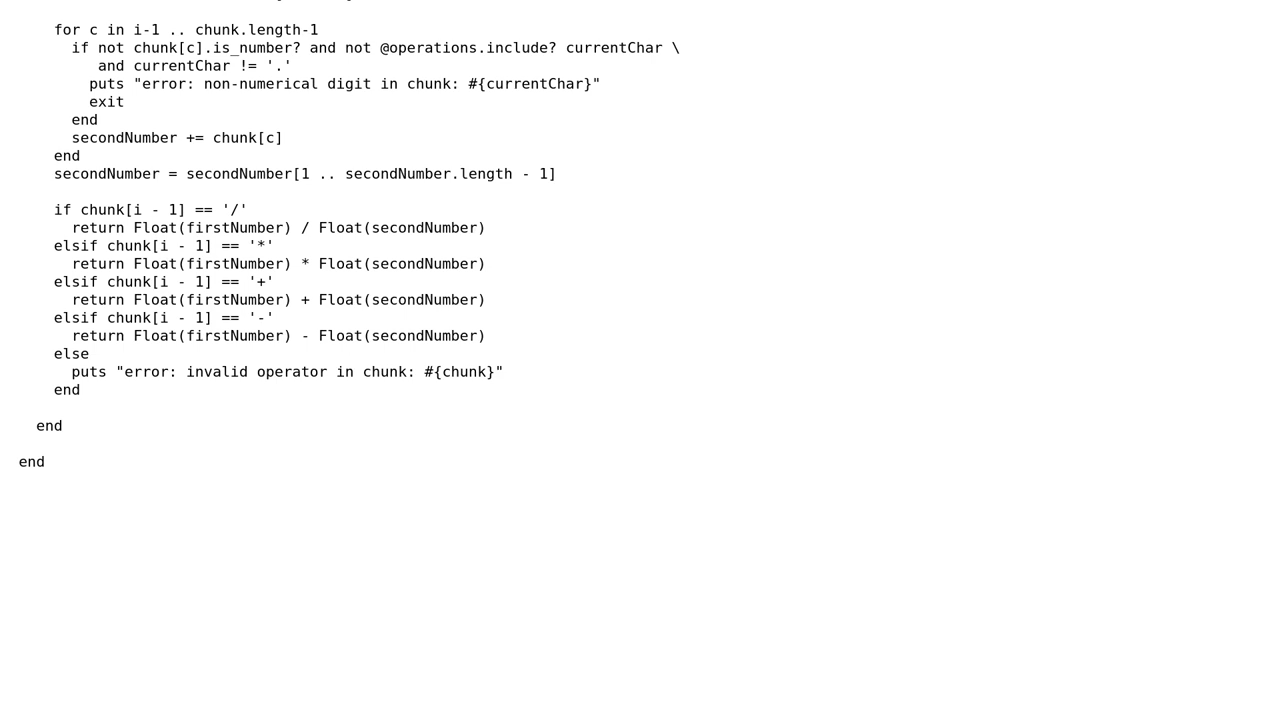 for c in i-1 .. chunk.length-1
      if not chunk[c].is_number? and not @operations.include? currentChar \
         and currentChar != '.'
        puts "error: non-numerical digit in chunk: #{currentChar}"
        exit
      end
      secondNumber += chunk[c]
    end
    secondNumber = secondNumber[1 .. secondNumber.length - 1]

    if chunk[i - 1] == '/'
      return Float(firstNumber) / Float(secondNumber)
    elsif chunk[i - 1] == '*'
      return Float(firstNumber) * Float(secondNumber)
    elsif chunk[i - 1] == '+'
      return Float(firstNumber) + Float(secondNumber)
    elsif chunk[i - 1] == '-'
      return Float(firstNumber) - Float(secondNumber)
    else
      puts "error: invalid operator in chunk: #{chunk}"
    end

  end

end